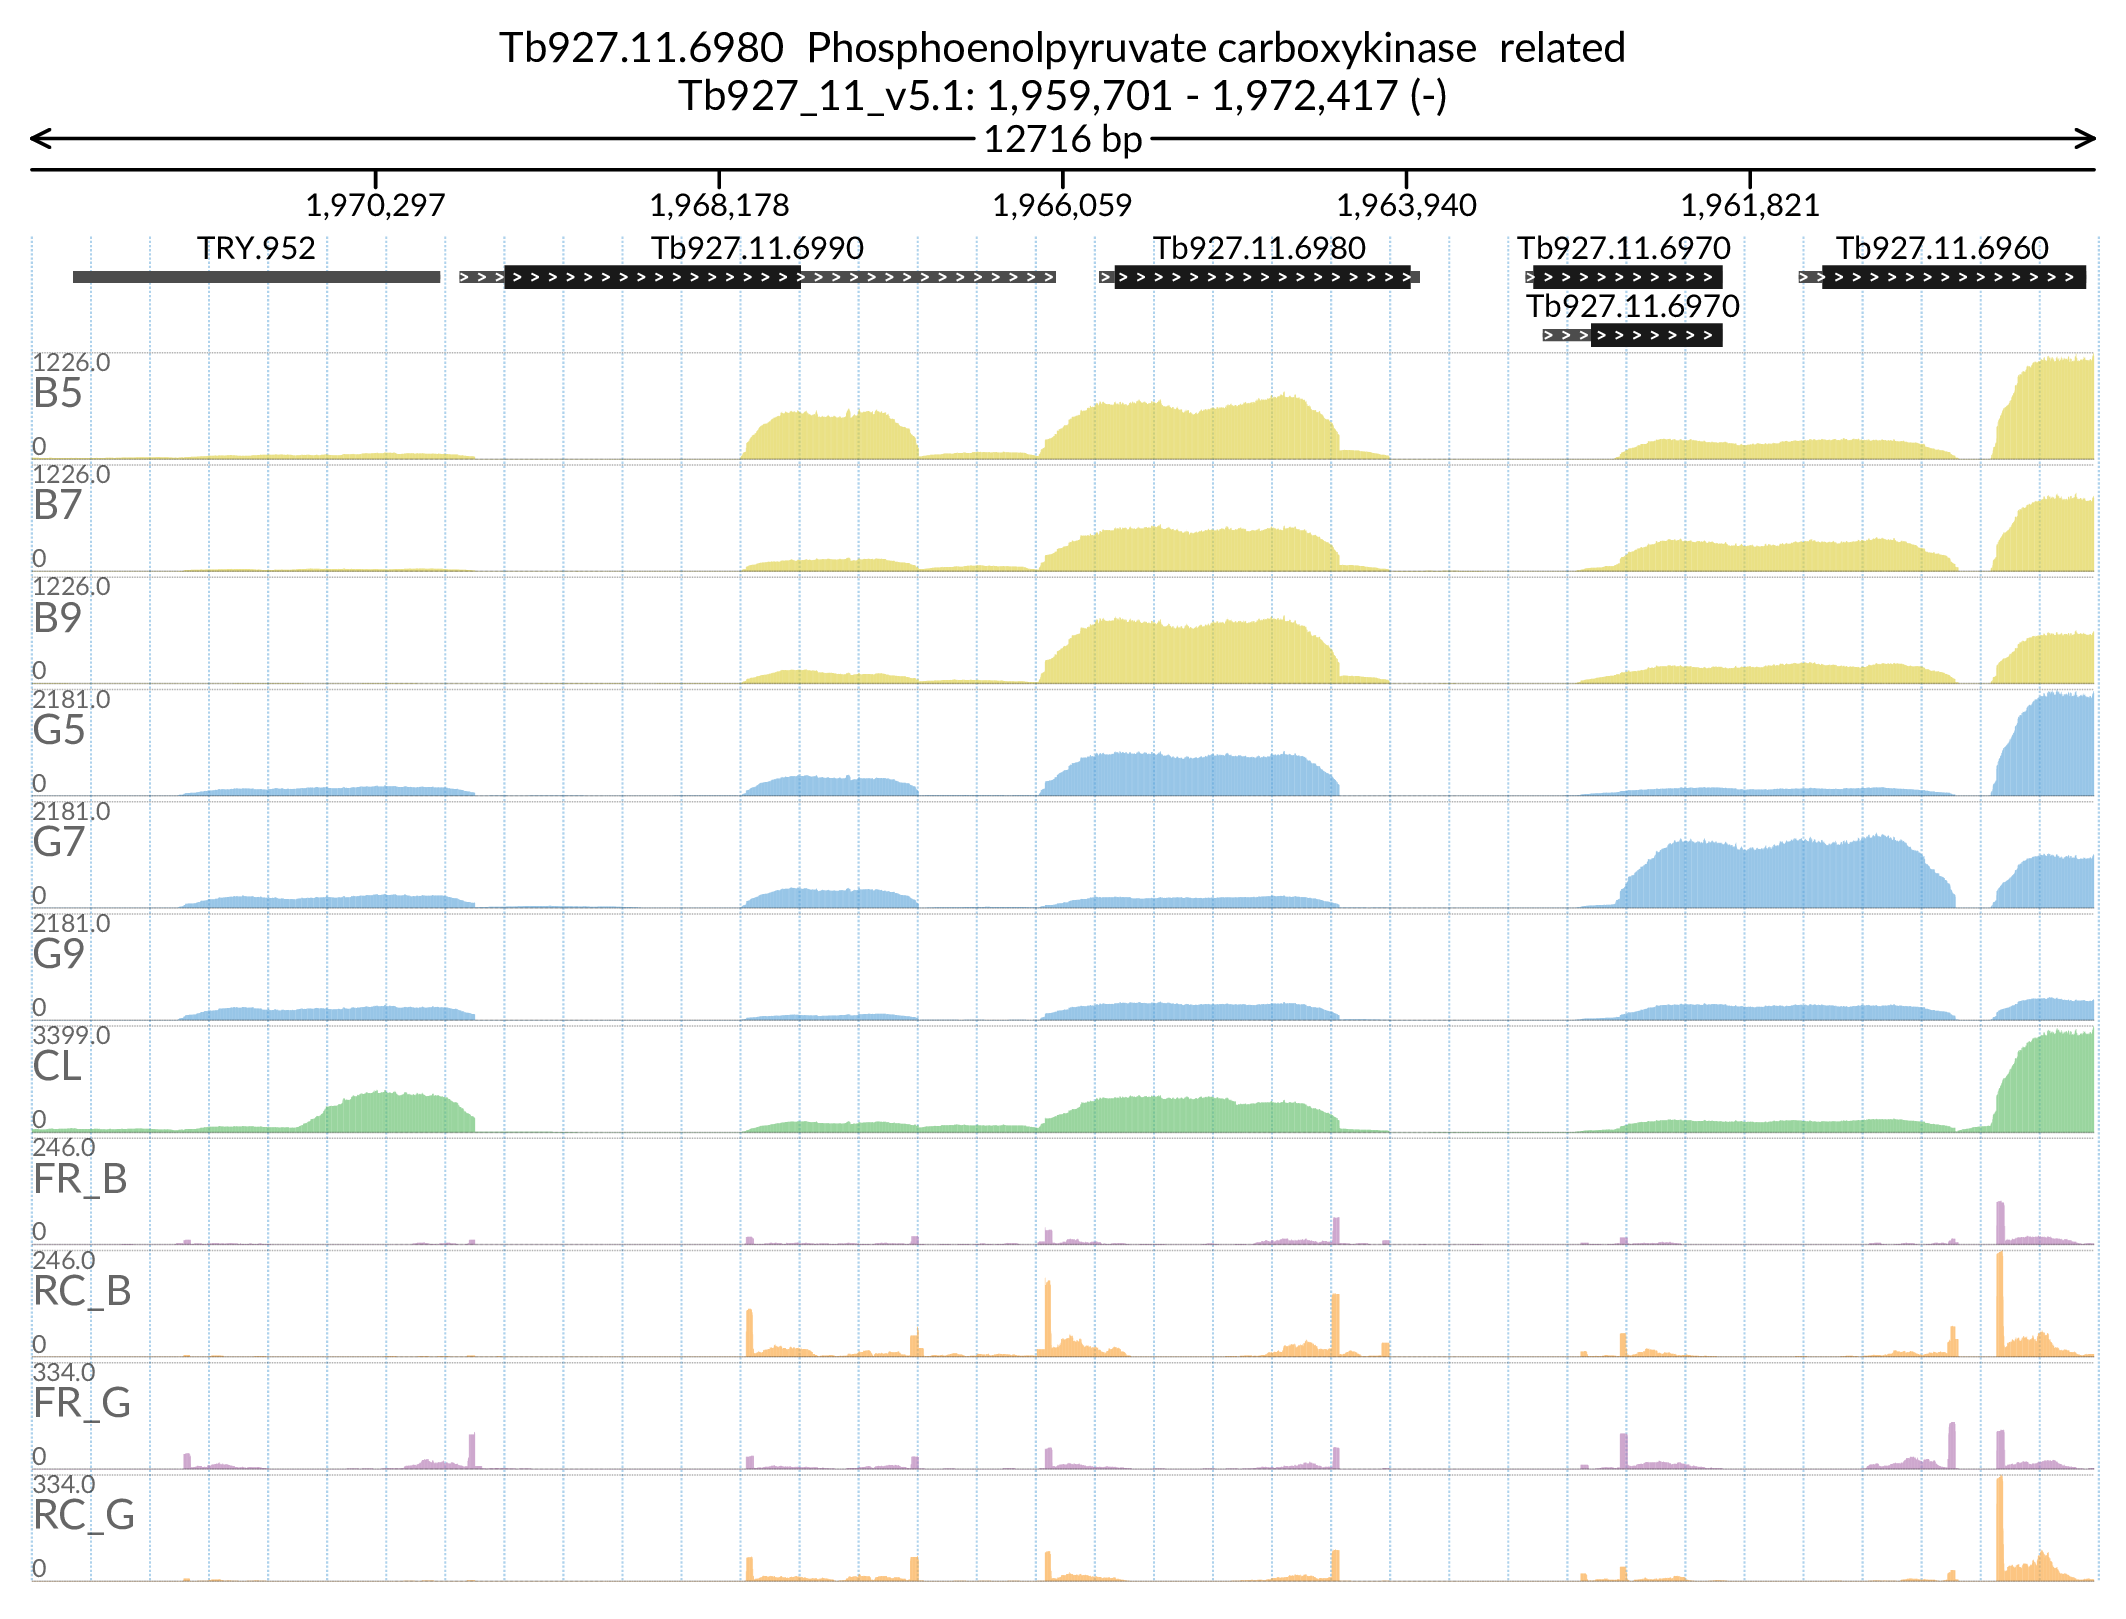 Tb927.11.6980 Phosphoenolpyruvate carboxykinase related
Tb927_11_v5.1: 1,959,701 - 1,972,417 (-)
12716 bp
1,970,297 1,968,178 1,966,059 1,963,940 1,961,821
TRY.952 Tb927.11.6990 Tb927.11.6980 Tb927.11.6970 Tb927.11.6960
Tb927.11.6970
1226.0
B5
0
1226.0
B7
0
1226.0
B9
0
2181.0
G5
0
2181.0
G7
0
2181.0
G9
0
3399.0
CL
0
246.0
FR_B
0
246.0
RC_B
0
334.0
FR_G
0
334.0
RC_G
0